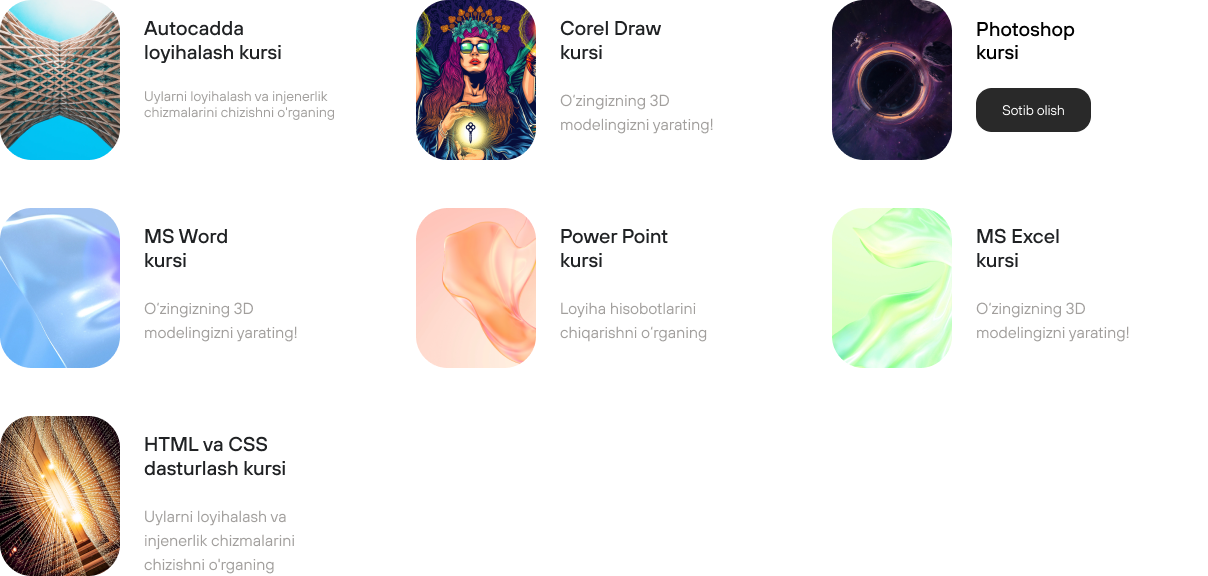 Autocadda
loyihalash kursi
Uylarni loyihalash va injenerlik
chizmalarini chizishni o'rganing
Corel Draw
kursi
O‘zingizning 3D
modelingizni yarating!
Photoshop
kursi
Sotib olish
MS Word
kursi
O‘zingizning 3D
modelingizni yarating!
Power Point
kursi
Loyiha hisobotlarini
chiqarishni o‘rganing
MS Excel
kursi
O‘zingizning 3D
modelingizni yarating!
HTML va CSS
dasturlash kursi
Uylarni loyihalash va
injenerlik chizmalarini
chizishni o'rganing